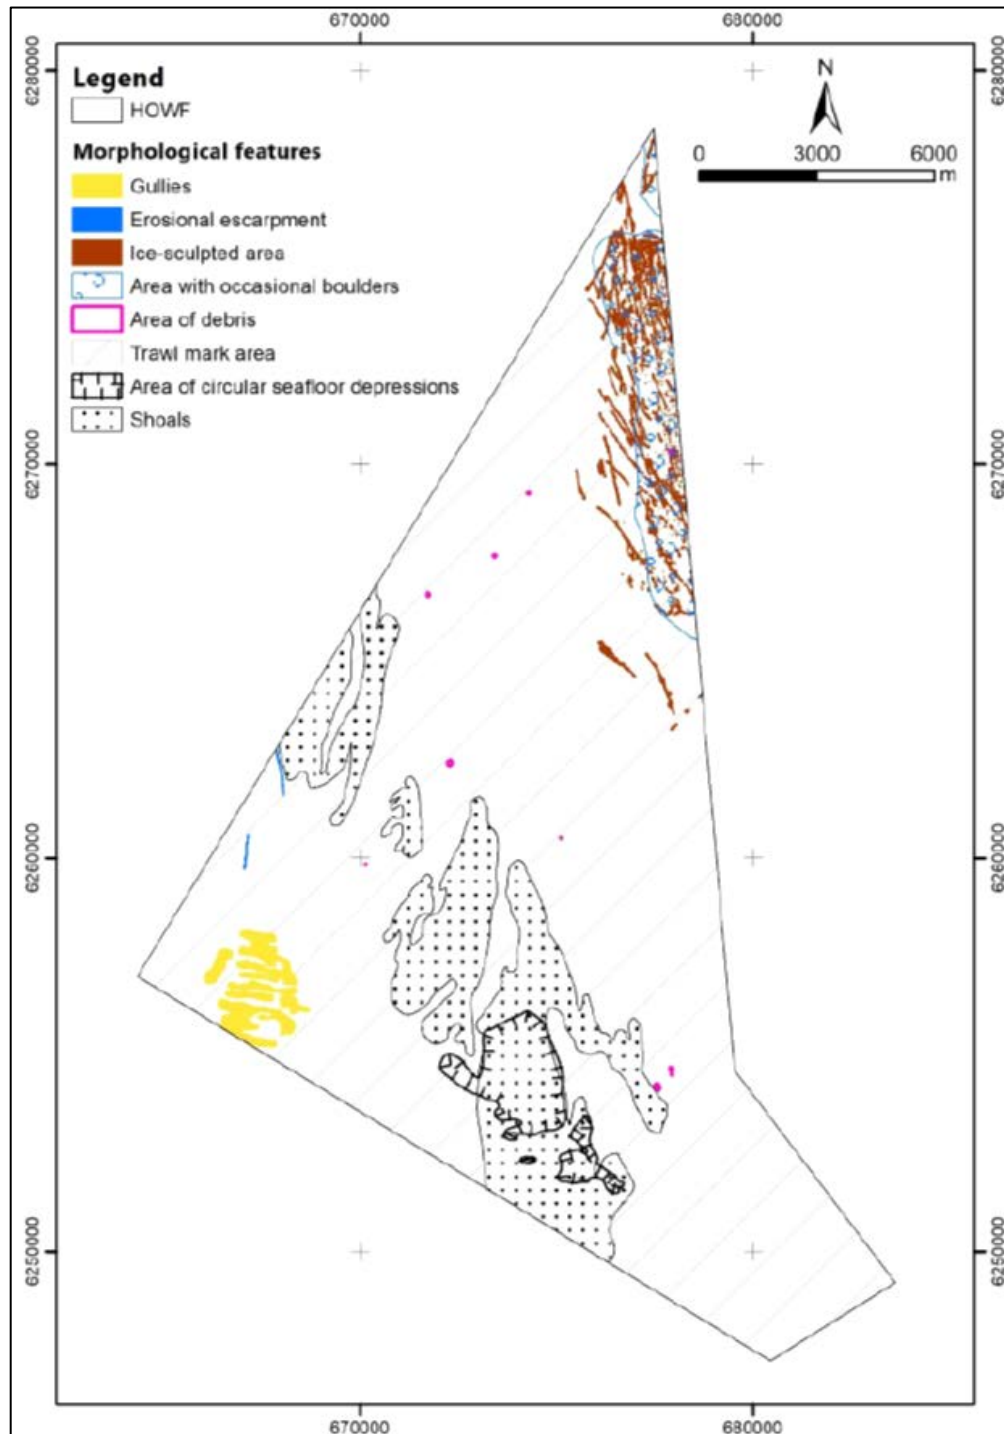 670000 680000
6280000 6280000
Legend
HOWF
Morphological features
Gullies
Erosional escarpment
Ice-sculpted area
Area with occasional boulders
Area of debris
Trawl mark area
Area of circular seafloor depressions
Shoals
N
0 3000 6000
m
6270000 6270000
6260000 6260000
6250000 6250000
670000 680000